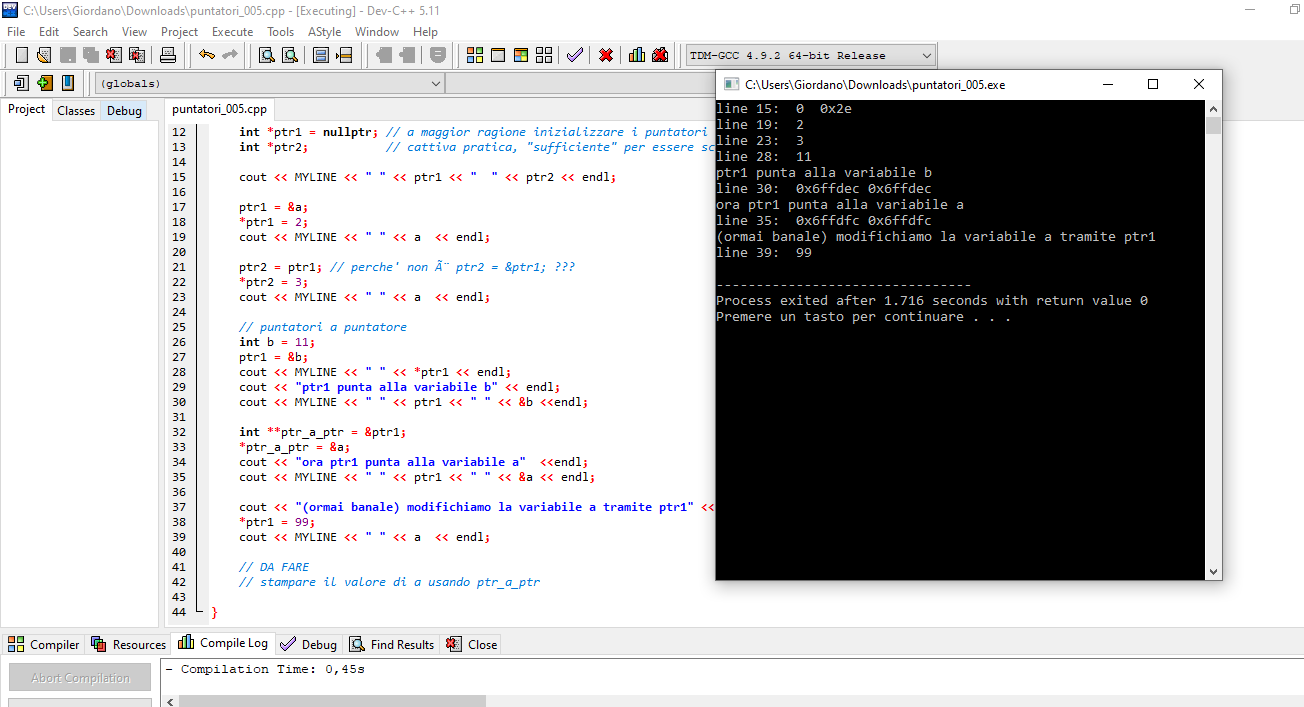 C:\Users\Giordano\Downloads\puntatori_005.cpp - [Executing] - Dev-C++ 5.11
File Edit Search View Project Execute Tools AStyle Window Help
TDM-GCC 4.9.2 64-bit Release
(globals)
Project Classes Debug
puntatori_005.cpp
12 int *ptr1 = nullptr; // a maggior ragione inizializzare i puntatori
13 int *ptr2; // cattiva pratica, "sufficiente" per essere sc
14
15 cout << MYLINE << " " << ptr1 << "  " << ptr2 << endl;
16
17 ptr1 = &a;
18 *ptr1 = 2;
19 cout << MYLINE << " " << a  << endl;
20
21 ptr2 = ptr1; // perche' non Ã¨ ptr2 = &ptr1; ???
22 *ptr2 = 3;
23 cout << MYLINE << " " << a  << endl;
24
25 // puntatori a puntatore
26 int b = 11;
27 ptr1 = &b;
28 cout << MYLINE << " " << *ptr1 << endl;
29 cout << "ptr1 punta alla variabile b" << endl;
30 cout << MYLINE << " " << ptr1 << " " << &b <<endl;
31
32 int **ptr_a_ptr = &ptr1;
33 *ptr_a_ptr = &a;
34 cout << "ora ptr1 punta alla variabile a"  <<endl;
35 cout << MYLINE << " " << ptr1 << " " << &a << endl;
36
37 cout << "(ormai banale) modifichiamo la variabile a tramite ptr1" <<
38 *ptr1 = 99;
39 cout << MYLINE << " " << a  << endl;
40
41 // DA FARE
42 // stampare il valore di a usando ptr_a_ptr
43
44 }
C:\Users\Giordano\Downloads\puntatori_005.exe
line 15:  0  0x2e
line 19:  2
line 23:  3
line 28:  11
ptr1 punta alla variabile b
line 30:  0x6ffdec 0x6ffdec
ora ptr1 punta alla variabile a
line 35:  0x6ffdfc 0x6ffdfc
(ormai banale) modifichiamo la variabile a tramite ptr1
line 39:  99
--------------------------------
Process exited after 1.716 seconds with return value 0
Premere un tasto per continuare . . .
Compiler Resources Compile Log Debug Find Results Close
Abort Compilation
- Compilation Time: 0,45s